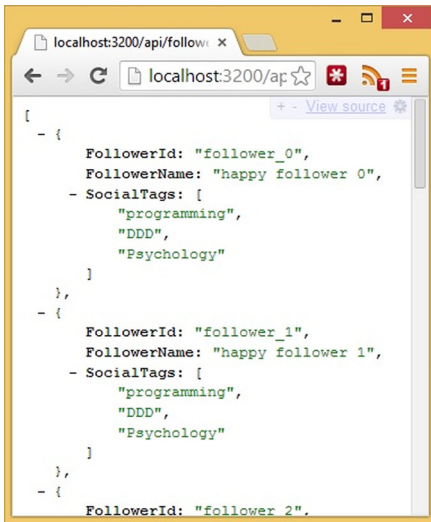 localhost:3200/api/follow
localhost:3200/ap
1
+ - View source
[
- {
FollowerId: "follower_0",
FollowerName: "happy follower 0",
- SocialTags: [
"programming",
"DDD",
"Psychology"
]
},
- {
FollowerId: "follower_1",
FollowerName: "happy follower 1",
- SocialTags: [
"programming",
"DDD",
"Psychology"
]
},
- {
FollowerId: "follower_2",